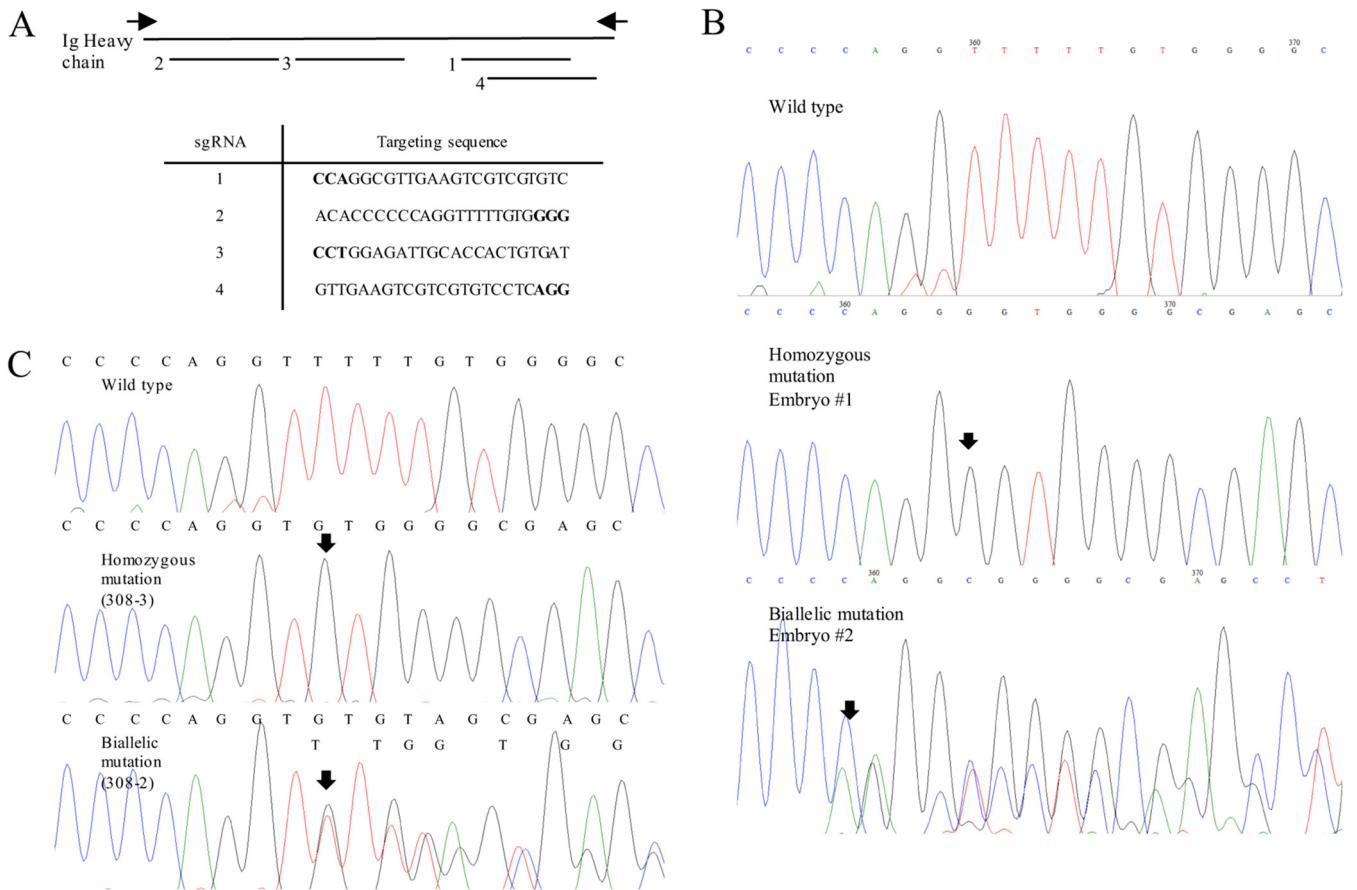 A
Ig Heavy
chain
2
3
1
4
sgRNA Targeting sequence
1 CCAGGCGTTGAAGTCGTCGTGTC
2 ACACCCCCCAGGTTTTTGTGGGG
3 CCTGGAGATTGCACCACTGTGAT
4 GTTGAAGTCGTCGTGTCCTCAGG
B
360 370
C C C C A G G T T T T T G T G G G G C
Wild type
360 370
C C C C A G G G G T G G G G C G A G C
Homozygous
mutation
Embryo #1
360 370
C C C C A G G C G G G G C G A G C C T
Biallelic mutation
Embryo #2
C
C C C C A G G T T T T T G T G G G G C
Wild type
C C C C A G G T G T G G G G C G A G C
Homozygous
mutation
(308-3)
C C C C A G G T G T G T A G C G A G C
T T G G T G G
Biallelic
mutation
(308-2)